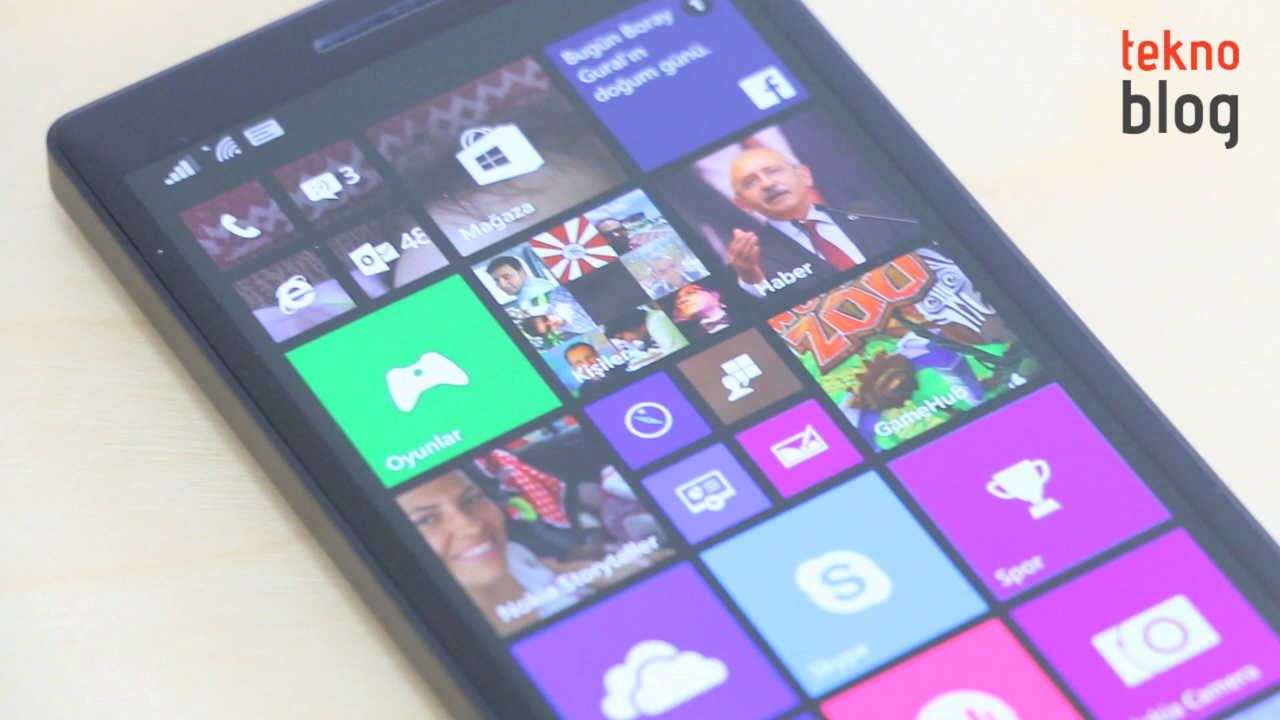 tekno
blog
Bugün Boray
Gural'ın
doğum günü.
1
3
48
Mağaza
Haber
Kişiler
ZOO
GameHub
Oyunlar
Nokia Storyteller
Skype
Spor
Camera